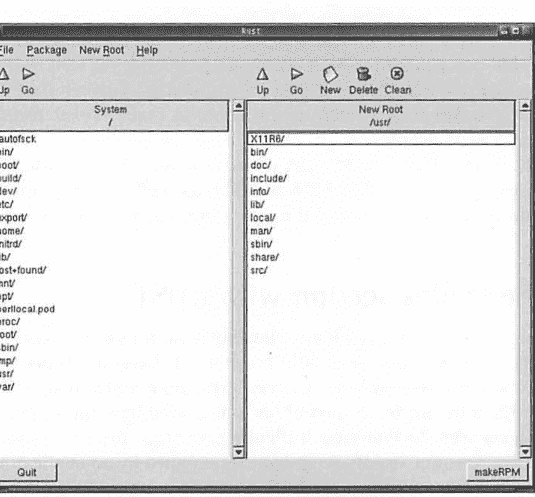 Rust
File Package New Root Help
Up Go
Up Go New Delete Clean
System
/
New Root
/usr/
autofsck
bin/
boot/
build/
dev/
etc/
export/
home/
initrd/
lib/
lost+found/
mnt/
opt/
perllocal.pod
proc/
root/
sbin/
tmp/
usr/
var/
X11R6/
bin/
doc/
include/
info/
lib/
local/
man/
sbin/
share/
src/
Quit
makeRPM